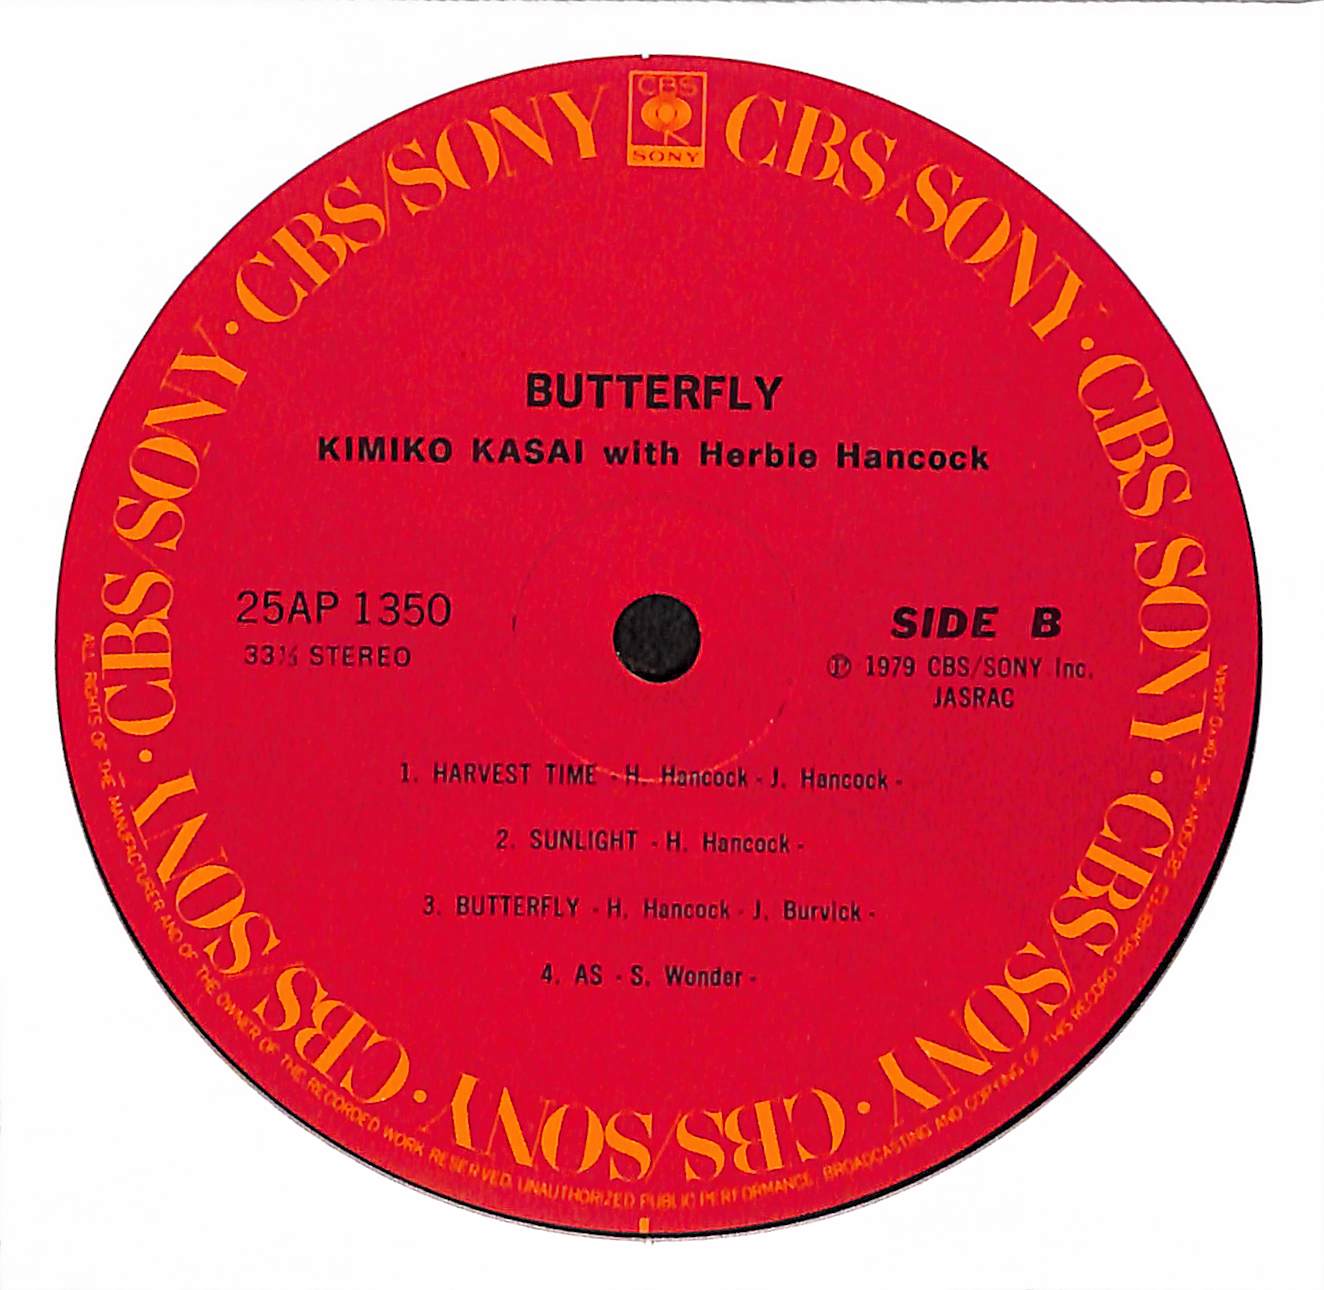 CBS
SONY
CBS/SONY · CBS/SONY · CBS/SONY · CBS/SONY · CBS/SONY · CBS/SONY · CBS/SONY
BUTTERFLY
KIMIKO KASAI with Herbie Hancock
25AP 1350
33⅓ STEREO
SIDE B
Ⓟ 1979 CBS/SONY Inc.
JASRAC
1. HARVEST TIME - H. Hancock - J. Hancock -
2. SUNLIGHT - H. Hancock -
3. BUTTERFLY - H. Hancock - J. Burvick -
4. AS - S. Wonder -
ALL RIGHTS OF THE MANUFACTURER AND OF THE OWNER OF THE RECORDED WORK RESERVED. UNAUTHORIZED PUBLIC PERFORMANCE, BROADCASTING AND COPYING OF THIS RECORD PROHIBITED CBS/SONY INC. TOKYO JAPAN